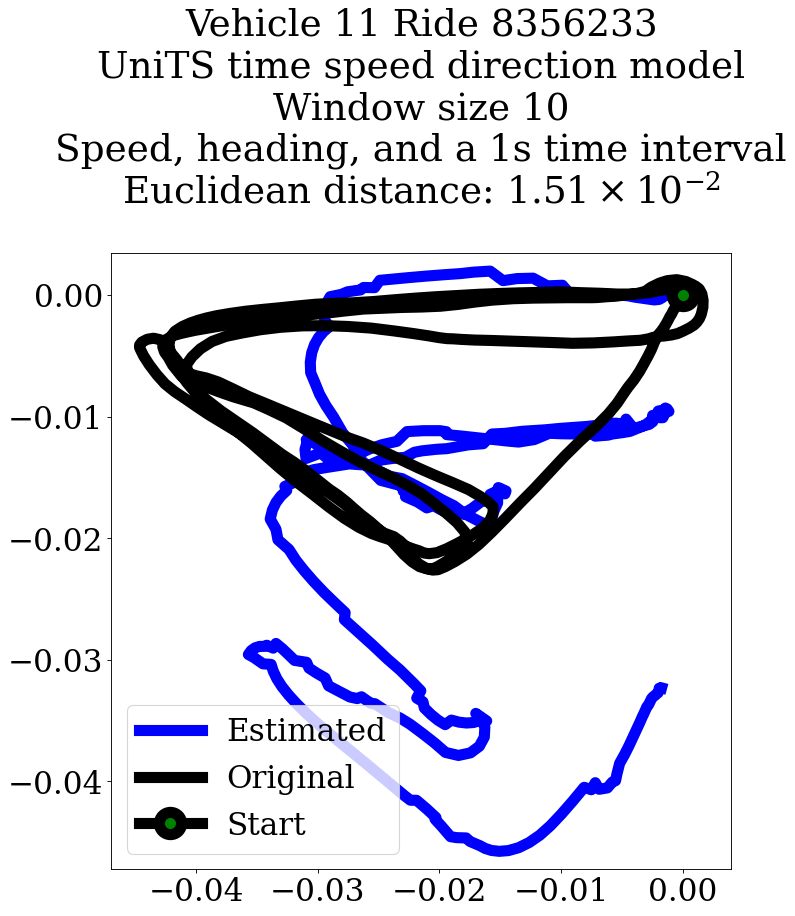 Vehicle 11 Ride 8356233
UniTS time speed direction model
Window size 10
Speed, heading, and a 1s time interval
Euclidean distance: 1.51 × 10⁻²
0.00
−0.01
−0.02
−0.03
−0.04
Estimated
Original
Start
−0.04 −0.03 −0.02 −0.01 0.00